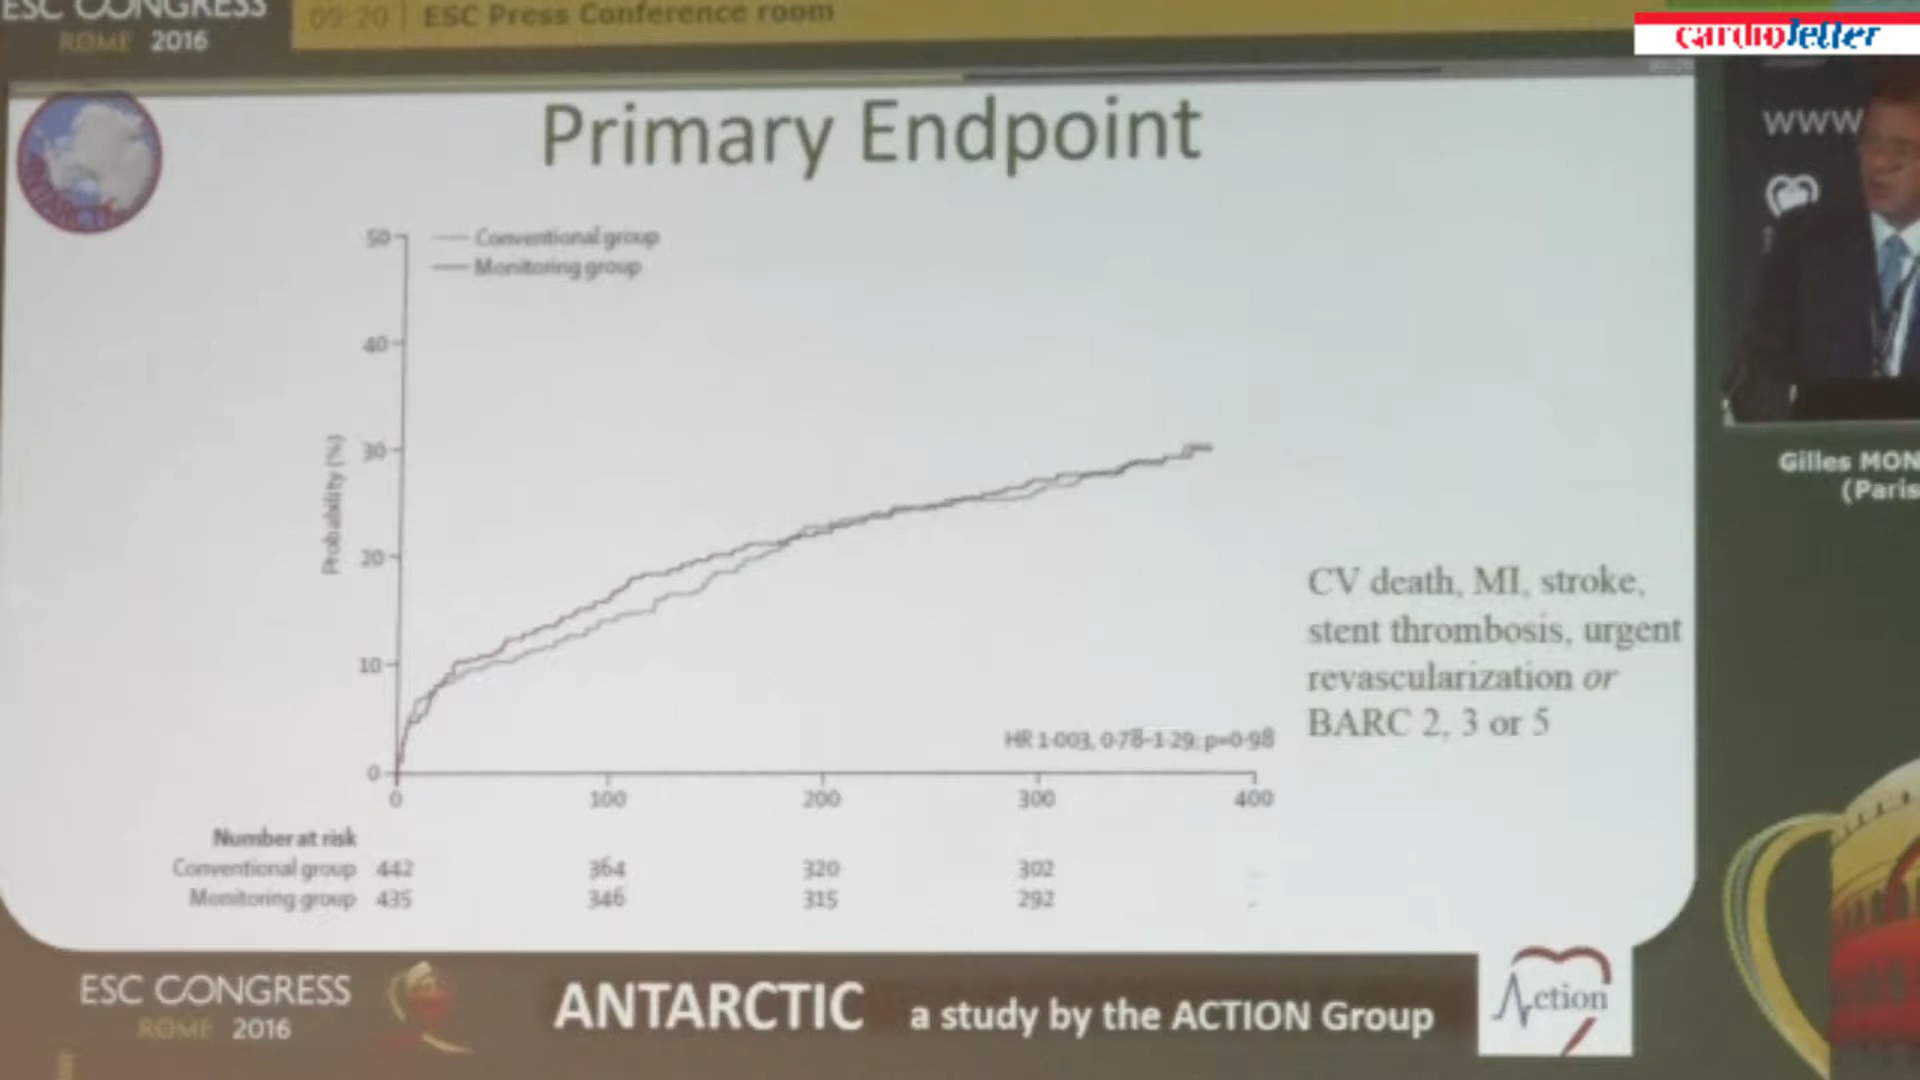 ESC CONGRESS
ROME 2016
09:20 | ESC Press Conference room
cardioJetter
WWW
Primary Endpoint
50
Conventional group
Monitoring group
40
30
20
10
0
Probability (%)
HR 1·003, 0·78–1·29; p=0·98
0 100 200 300 400
Number at risk
Conventional group 442 364 320 302
Monitoring group 435 346 315 292
CV death, MI, stroke,
stent thrombosis, urgent
revascularization or
BARC 2, 3 or 5
Gilles MON
(Paris
ESC CONGRESS
ROME 2016
ANTARCTIC a study by the ACTION Group
Action